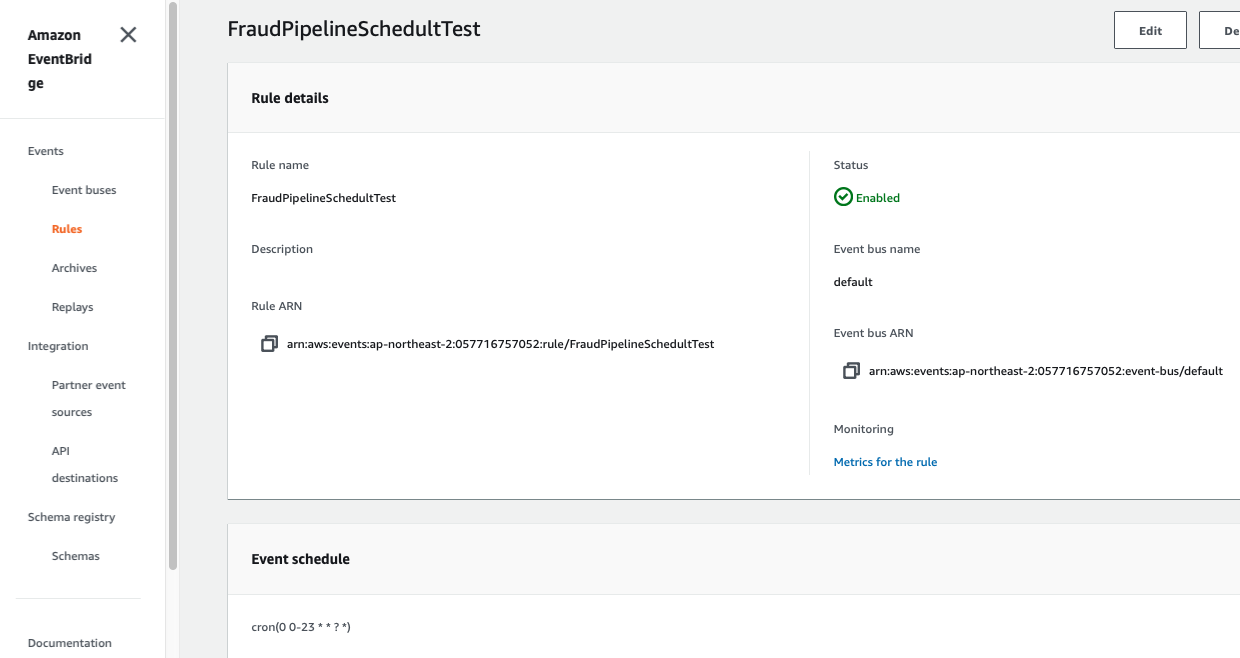 Amazon
EventBrid
ge
Events
Event buses
Rules
Archives
Replays
Integration
Partner event
sources
API
destinations
Schema registry
Schemas
Documentation
FraudPipelineSchedultTest
Edit
De
Rule details
Rule name
FraudPipelineSchedultTest
Description
Rule ARN
arn:aws:events:ap-northeast-2:057716757052:rule/FraudPipelineSchedultTest
Status
Enabled
Event bus name
default
Event bus ARN
arn:aws:events:ap-northeast-2:057716757052:event-bus/default
Monitoring
Metrics for the rule
Event schedule
cron(0 0-23 * * ? *)